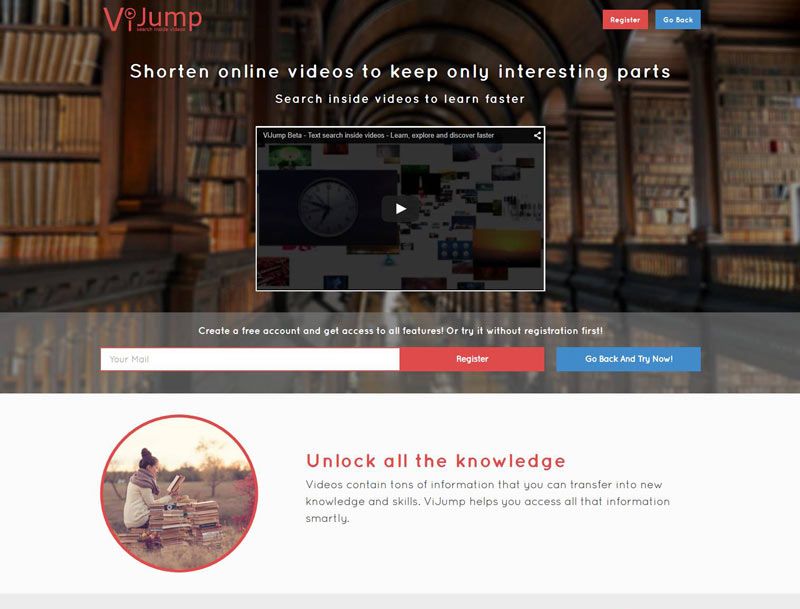 ViJump
search inside videos
Register
Go Back
Shorten online videos to keep only interesting parts
Search inside videos to learn faster
ViJump Beta - Text search inside videos - Learn, explore and discover faster
Create a free account and get access to all features! Or try it without registration first!
Your Mail
Register
Go Back And Try Now!
Unlock all the knowledge
Videos contain tons of information that you can transfer into new
knowledge and skills. ViJump helps you access all that information
smartly.